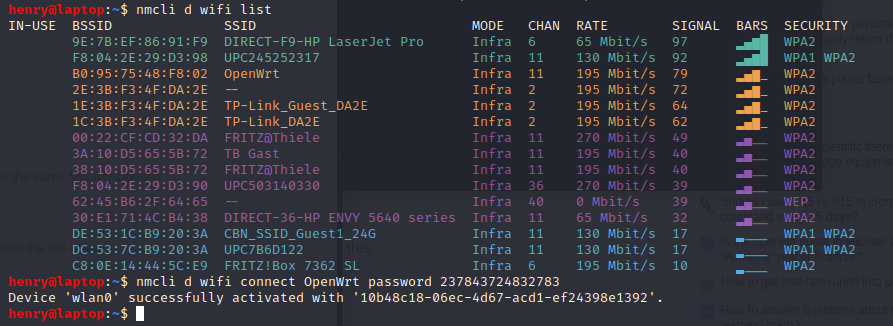 henry@laptop:~$ nmcli d wifi list
IN-USE BSSID SSID MODE CHAN RATE SIGNAL BARS SECURITY
9E:7B:EF:86:91:F9 DIRECT-F9-HP LaserJet Pro Infra 6 65 Mbit/s 97 ▂▄▆█ WPA2
F8:04:2E:29:D3:98 UPC245252317 Infra 11 130 Mbit/s 92 ▂▄▆█ WPA1 WPA2
B0:95:75:48:F8:02 OpenWrt Infra 11 195 Mbit/s 79 ▂▄▆_ WPA2
2E:3B:F3:4F:DA:2E -- Infra 2 195 Mbit/s 72 ▂▄▆_ WPA2
1E:3B:F3:4F:DA:2E TP-Link_Guest_DA2E Infra 2 195 Mbit/s 64 ▂▄▆_ WPA2
1C:3B:F3:4F:DA:2E TP-Link_DA2E Infra 2 195 Mbit/s 62 ▂▄▆_ WPA2
00:22:CF:CD:32:DA FRITZ@Thiele Infra 11 270 Mbit/s 49 ▂▄__ WPA2
3A:10:D5:65:5B:72 TB Gast Infra 11 195 Mbit/s 40 ▂▄__ WPA2
38:10:D5:65:5B:72 FRITZ@Thiele Infra 11 195 Mbit/s 40 ▂▄__ WPA2
F8:04:2E:29:D3:90 UPC503140330 Infra 36 270 Mbit/s 39 ▂▄__ WPA2
62:45:B6:2F:64:65 -- Infra 40 0 Mbit/s 39 ▂▄__ WEP
30:E1:71:4C:B4:38 DIRECT-36-HP ENVY 5640 series Infra 11 65 Mbit/s 32 ▂▄__ WPA2
DE:53:1C:B9:20:3A CBN_SSID_Guest1_24G Infra 11 130 Mbit/s 17 ▂___ WPA1 WPA2
DC:53:7C:B9:20:3A UPC7B6D122 Infra 11 130 Mbit/s 17 ▂___ WPA1 WPA2
C8:0E:14:44:5C:E9 FRITZ!Box 7362 SL Infra 6 195 Mbit/s 10 ▂___ WPA2
henry@laptop:~$ nmcli d wifi connect OpenWrt password 237843724832783
Device 'wlan0' successfully activated with '10b48c18-06ec-4d67-acd1-ef24398e1392'.
henry@laptop:~$